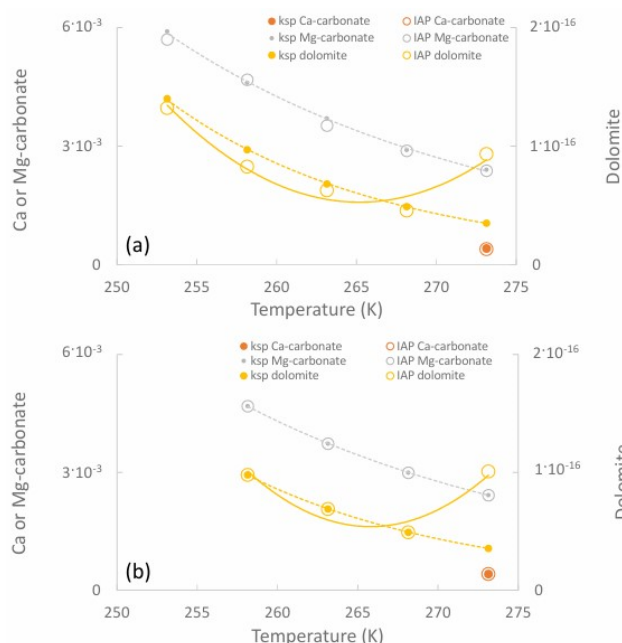 6·10⁻³ 2·10⁻¹⁶
ksp Ca-carbonate IAP Ca-carbonate
ksp Mg-carbonate IAP Mg-carbonate
ksp dolomite IAP dolomite
Ca or Mg-carbonate
3·10⁻³ 1·10⁻¹⁶
Dolomite
(a)
0 0
250 255 260 265 270 275
Temperature (K)
6·10⁻³ 2·10⁻¹⁶
ksp Ca-carbonate IAP Ca-carbonate
ksp Mg-carbonate IAP Mg-carbonate
ksp dolomite IAP dolomite
Ca or Mg-carbonate
3·10⁻³ 1·10⁻¹⁶
Dolomite
(b)
0 0
250 255 260 265 270 275
Temperature (K)